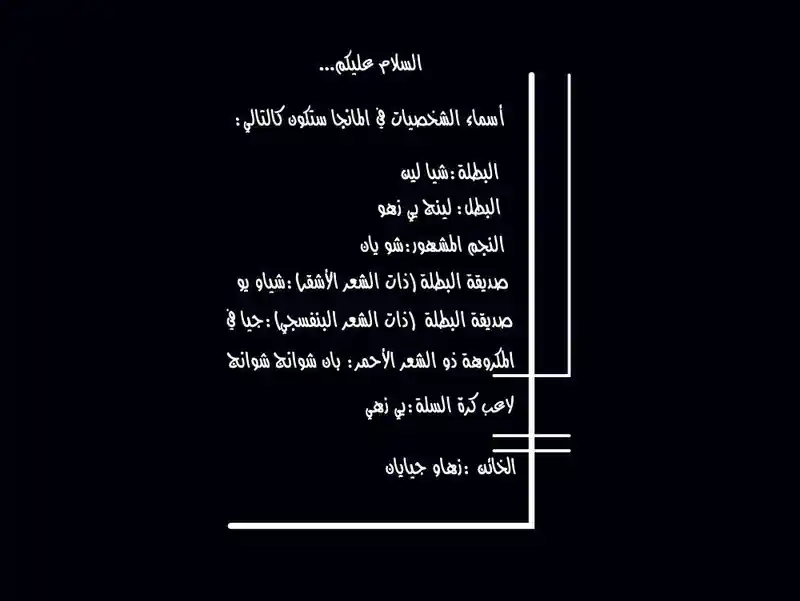 السلام عليكم...
أسماء الشخصيات في المانجا ستكون كالتالي:
البطلة:شيا لين
البطل: لينج يي زهو
النجم المشهور:شو يان
صديقة البطلة (ذات الشعر الأشقر):شياو يو
صديقة البطلة (ذات الشعر البنفسجي):جيا في
المكروهة ذو الشعر الأحمر: بان شوانج شوانج
لاعب كرة السلة:يي زهي
الخائن :زهاو جيايان